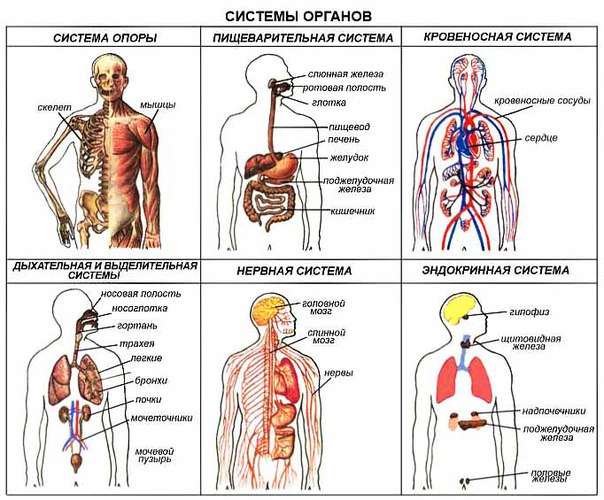 СИСТЕМЫ ОРГАНОВ
СИСТЕМА ОПОРЫ
скелет
мышцы
ПИЩЕВАРИТЕЛЬНАЯ СИСТЕМА
слюнная железа
ротовая полость
глотка
пищевод
печень
желудок
поджелудочная
железа
кишечник
КРОВЕНОСНАЯ СИСТЕМА
кровеносные сосуды
сердце
ДЫХАТЕЛЬНАЯ И ВЫДЕЛИТЕЛЬНАЯ
СИСТЕМЫ
носовая полость
носоглотка
гортань
трахея
легкие
бронхи
почки
мочеточники
мочевой
пузырь
НЕРВНАЯ СИСТЕМА
головной
мозг
спинной
мозг
нервы
ЭНДОКРИННАЯ СИСТЕМА
гипофиз
щитовидная
железа
надпочечники
поджелудочная
железа
половые
железы